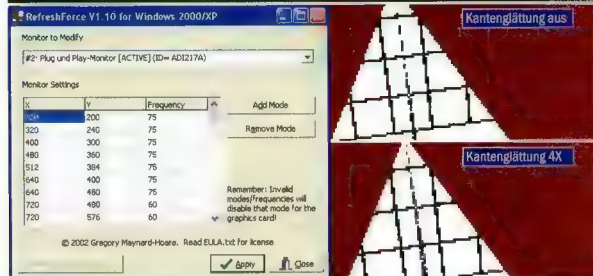 RefreshForce V1.10 for Windows 2000/XP
Monitor to Modify
#2: Plug und Play-Monitor [ACTIVE] (ID= ADI217A)
Monitor Settings
X Y Frequency
320 200 75
320 240 75
400 300 75
480 360 75
512 384 75
640 400 75
640 480 75
720 480 60
720 576 60
Add Mode
Remove Mode
Remember: Invalid
modes/frequencies will
disable that mode for the
graphics card!
© 2002 Gregory Maynard-Hoare. Read EULA.txt for license
Apply
Close
Kantenglättung aus
Kantenglättung 4X